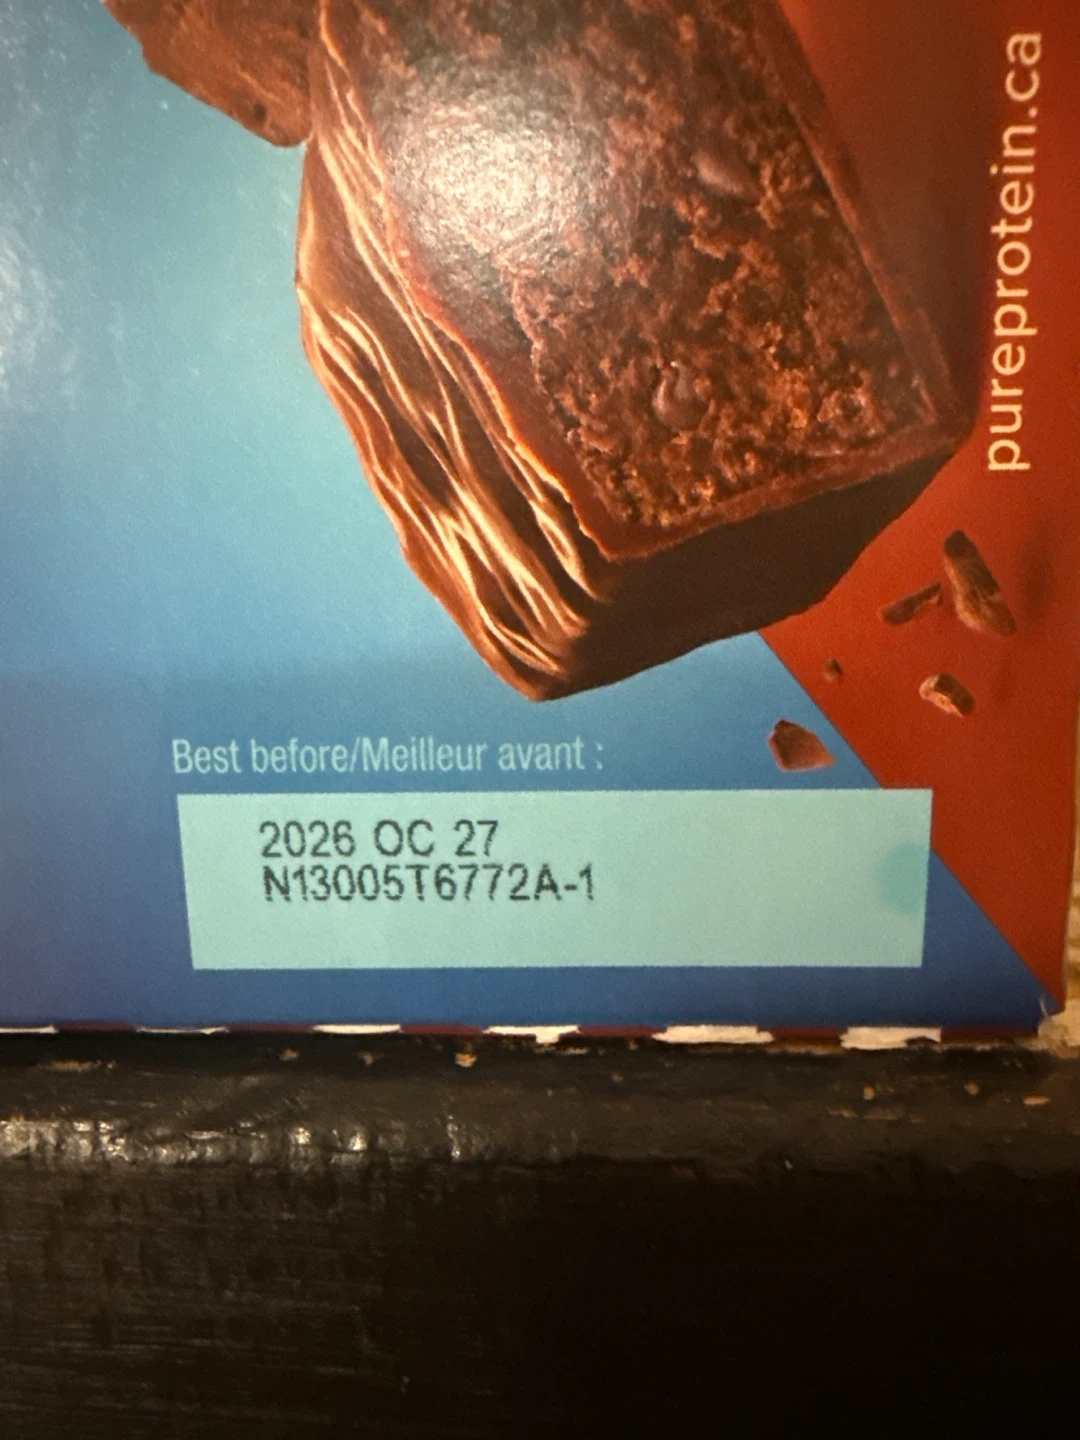 pureprotein.ca
Best before/Meilleur avant :
2026 OC 27
N13005T6772A-1